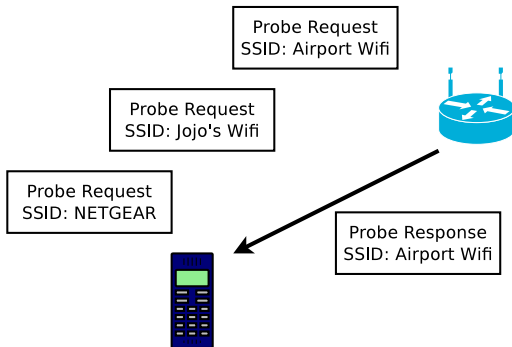 Probe Request
SSID: Airport Wifi
Probe Request
SSID: Jojo's Wifi
Probe Request
SSID: NETGEAR
Probe Response
SSID: Airport Wifi